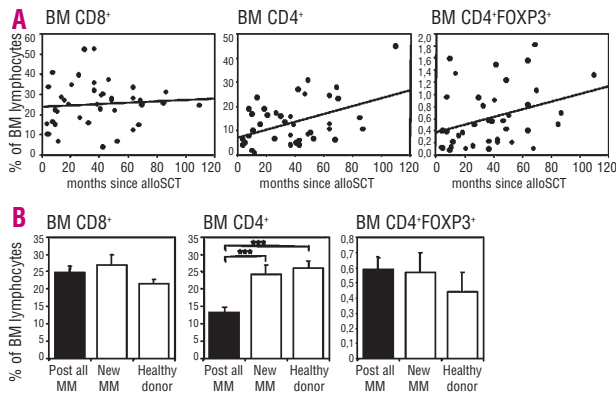 A
BM CD8⁺
BM CD4⁺
BM CD4⁺FOXP3⁺
% of BM lymphocytes
60
50
40
30
20
10
0
0 20 40 60 80 100 120
months since alloSCT
50
40
30
25
20
15
10
5
0
0 20 40 60 80 100 120
months since alloSCT
2,0
1,8
1,6
1,4
1,2
1,0
0,8
0,6
0,4
0,2
0
0 20 40 60 80 100 120
months since alloSCT
B
BM CD8⁺
BM CD4⁺
BM CD4⁺FOXP3⁺
% of BM lymphocytes
35
30
25
20
15
10
5
0
Post all New Healthy
MM MM donor
35
30
25
20
15
10
5
0
***
***
Post all New Healthy
MM MM donor
0,8
0,7
0,6
0,5
0,4
0,3
0,2
0,1
0
Post all New Healthy
MM MM donor